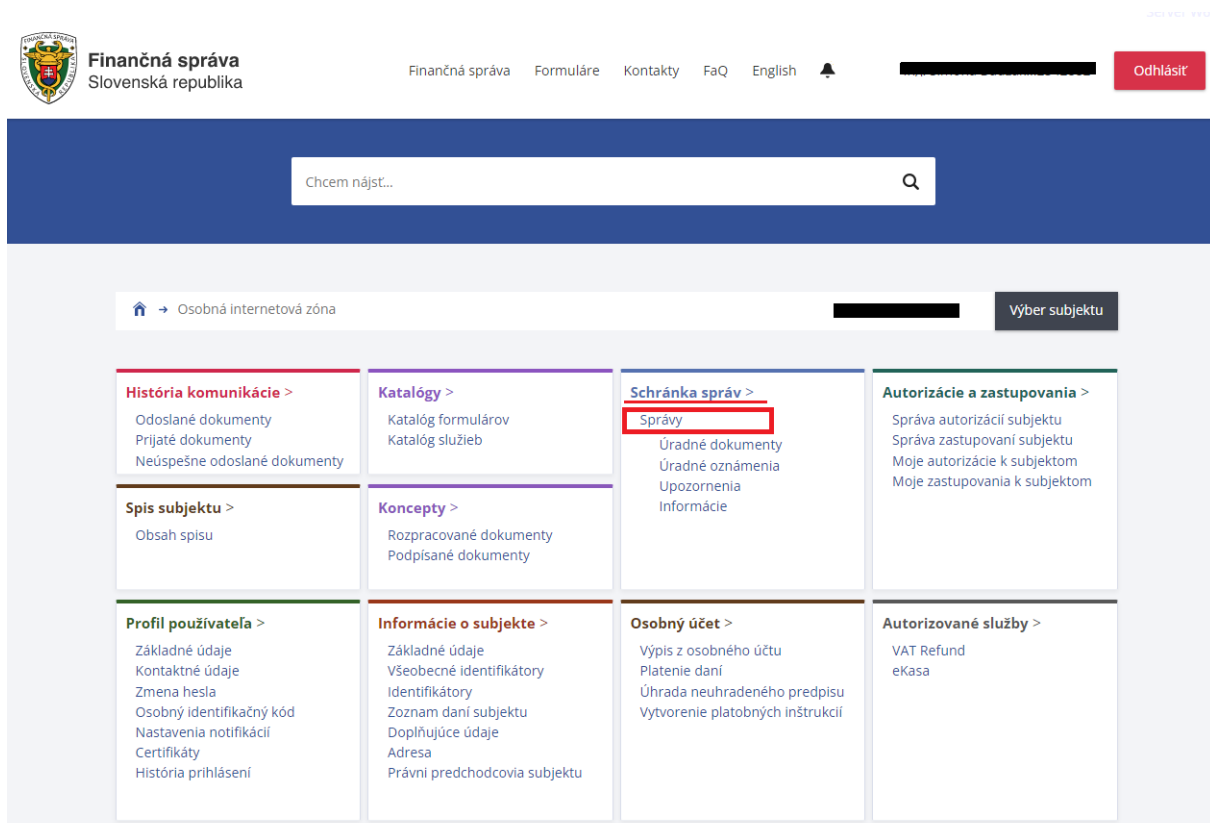 Finančná správa
Slovenská republika
Finančná správa Formuláre Kontakty FaQ English Odhlásiť
Chcem nájsť...
→ Osobná internetová zóna Výber subjektu
História komunikácie >
Odoslané dokumenty
Prijaté dokumenty
Neúspešne odoslané dokumenty
Katalógy >
Katalóg formulárov
Katalóg služieb
Schránka správ >
Správy
Úradné dokumenty
Úradné oznámenia
Upozornenia
Informácie
Autorizácie a zastupovania >
Správa autorizácií subjektu
Správa zastupovaní subjektu
Moje autorizácie k subjektom
Moje zastupovania k subjektom
Spis subjektu >
Obsah spisu
Koncepty >
Rozpracované dokumenty
Podpísané dokumenty
Profil používateľa >
Základné údaje
Kontaktné údaje
Zmena hesla
Osobný identifikačný kód
Nastavenia notifikácií
Certifikáty
História prihlásení
Informácie o subjekte >
Základné údaje
Všeobecné identifikátory
Identifikátory
Zoznam daní subjektu
Doplňujúce údaje
Adresa
Právni predchodcovia subjektu
Osobný účet >
Výpis z osobného účtu
Platenie daní
Úhrada neuhradeného predpisu
Vytvorenie platobných inštrukcií
Autorizované služby >
VAT Refund
eKasa